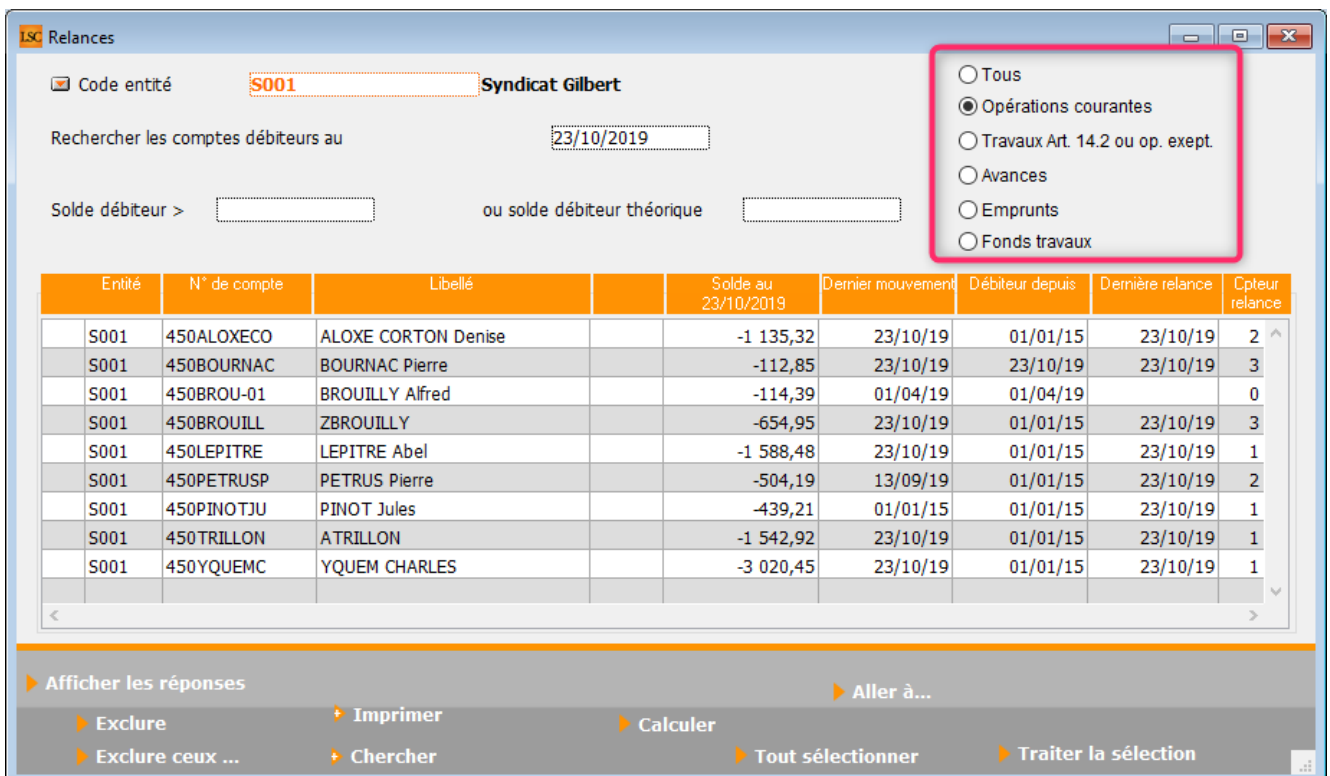 LSC Relances
Code entité S001 Syndicat Gilbert
Tous
Opérations courantes
Rechercher les comptes débiteurs au 23/10/2019
Travaux Art. 14.2 ou op. exept.
Avances
Solde débiteur > ou solde débiteur théorique
Emprunts
Fonds travaux
Entité N° de compte Libellé Solde au 23/10/2019 Dernier mouvement Débiteur depuis Dernière relance Cpteur relance
S001 450ALOXECO ALOXE CORTON Denise -1 135,32 23/10/19 01/01/15 23/10/19 2
S001 450BOURNAC BOURNAC Pierre -112,85 23/10/19 23/10/19 23/10/19 3
S001 450BROU-01 BROUILLY Alfred -114,39 01/04/19 01/04/19 0
S001 450BROUILL ZBROUILLY -654,95 23/10/19 01/01/15 23/10/19 3
S001 450LEPITRE LEPITRE Abel -1 588,48 23/10/19 01/01/15 23/10/19 1
S001 450PETRUSP PETRUS Pierre -504,19 13/09/19 01/01/15 23/10/19 2
S001 450PINOTJU PINOT Jules -439,21 01/01/15 01/01/15 23/10/19 1
S001 450TRILLON ATRILLON -1 542,92 23/10/19 01/01/15 23/10/19 1
S001 450YQUEMC YQUEM CHARLES -3 020,45 23/10/19 01/01/15 23/10/19 1
Afficher les réponses Aller à...
Exclure Imprimer Calculer
Exclure ceux ... Chercher Tout sélectionner Traiter la sélection